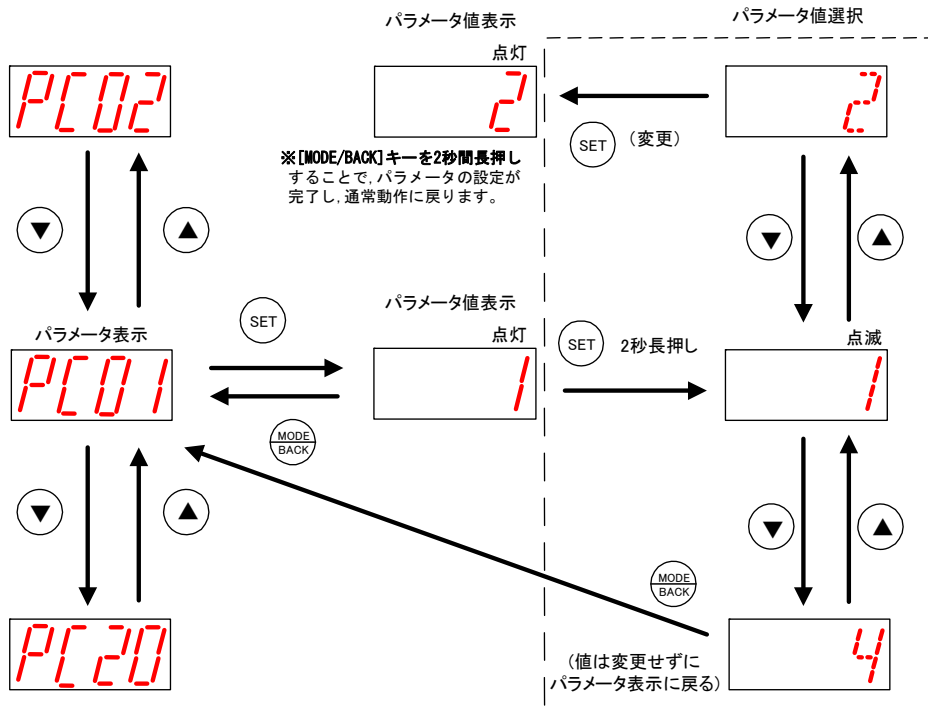 パラメータ値表示
パラメータ値選択
点灯
PC02
2
2
SET
(変更)
※[MODE/BACK]キーを2秒間長押し
することで,パラメータの設定が
完了し,通常動作に戻ります。
▼
▲
▼
▲
SET
パラメータ値表示
パラメータ表示
点灯
SET
2秒長押し
点滅
PC01
1
1
MODE
BACK
▼
▲
▼
▲
MODE
BACK
PC20
(値は変更せずに
パラメータ表示に戻る)
4